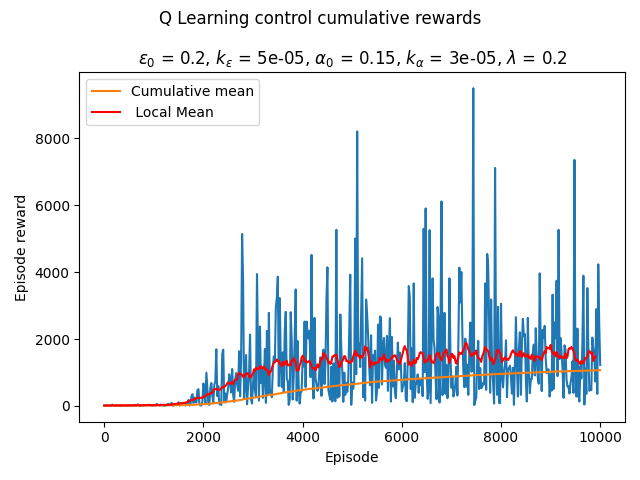 Q Learning control cumulative rewards
ε₀ = 0.2, kε = 5e-05, α₀ = 0.15, kα = 3e-05, λ = 0.2
Cumulative mean
Local Mean
Episode reward
8000
6000
4000
2000
0
0 2000 4000 6000 8000 10000
Episode